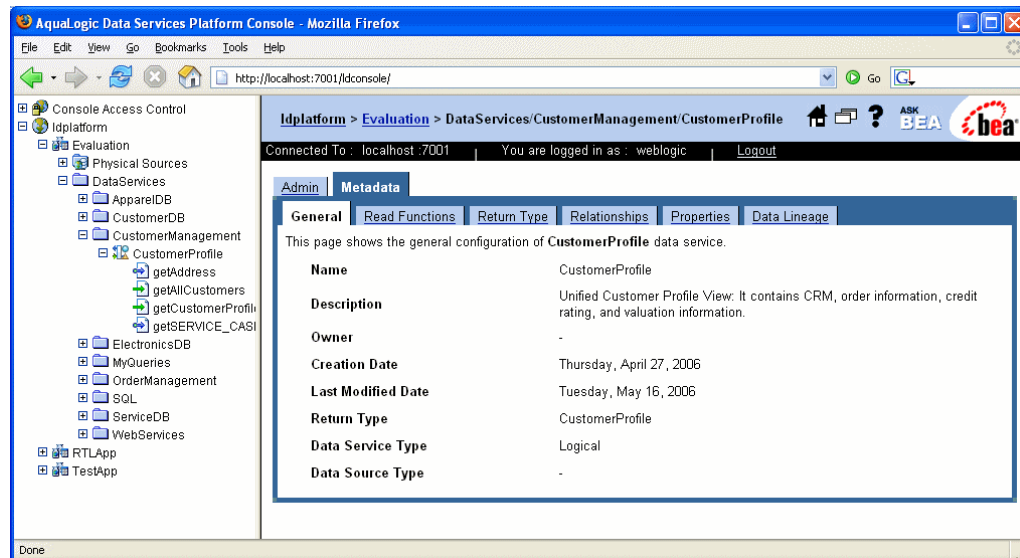 AquaLogic Data Services Platform Console - Mozilla Firefox
File Edit View Go Bookmarks Tools Help
http://localhost:7001/ldconsole/
Go
G
Console Access Control
ldplatform
Evaluation
Physical Sources
DataServices
ApparelDB
CustomerDB
CustomerManagement
CustomerProfile
getAddress
getAllCustomers
getCustomerProfil
getSERVICE_CAS
ElectronicsDB
MyQueries
OrderManagement
SQL
ServiceDB
WebServices
RTLApp
TestApp
ldplatform > Evaluation > DataServices/CustomerManagement/CustomerProfile
?
ASK BEA
bea
Connected To : localhost :7001 | You are logged in as : weblogic | Logout
Admin Metadata
General Read Functions Return Type Relationships Properties Data Lineage
This page shows the general configuration of CustomerProfile data service.
Name CustomerProfile
Description Unified Customer Profile View: It contains CRM, order information, credit
rating, and valuation information.
Owner -
Creation Date Thursday, April 27, 2006
Last Modified Date Tuesday, May 16, 2006
Return Type CustomerProfile
Data Service Type Logical
Data Source Type -
Done